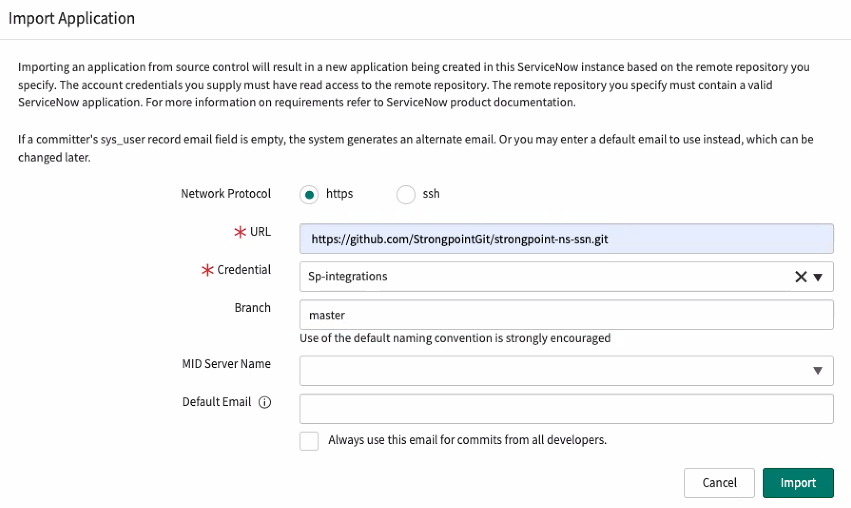 Import Application
Importing an application from source control will result in a new application being created in this ServiceNow instance based on the remote repository you
specify. The account credentials you supply must have read access to the remote repository. The remote repository you specify must contain a valid
ServiceNow application. For more information on requirements refer to ServiceNow product documentation.
If a committer's sys_user record email field is empty, the system generates an alternate email. Or you may enter a default email to use instead, which can be
changed later.
Network Protocol https ssh
* URL https://github.com/StrongpointGit/strongpoint-ns-ssn.git
* Credential Sp-integrations
Branch master
Use of the default naming convention is strongly encouraged
MID Server Name
Default Email
Always use this email for commits from all developers.
Cancel Import